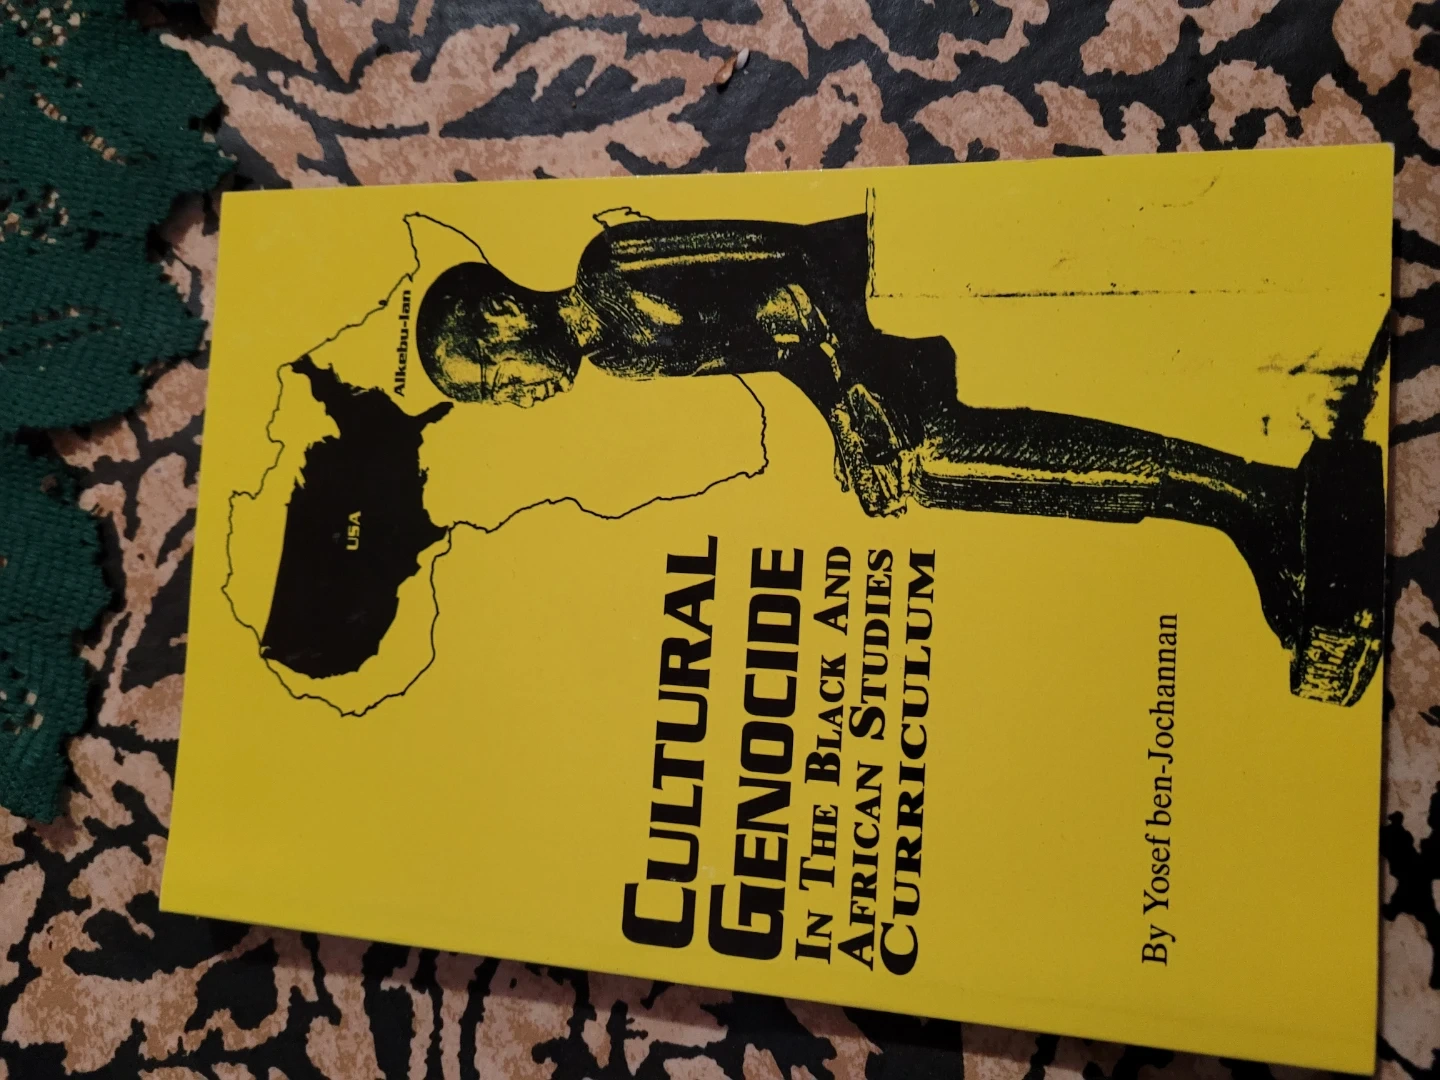 Alkebu-lan
USA
CULTURAL
GENOCIDE
IN THE BLACK AND
AFRICAN STUDIES
CURRICULUM
By Yosef ben-Jochannan